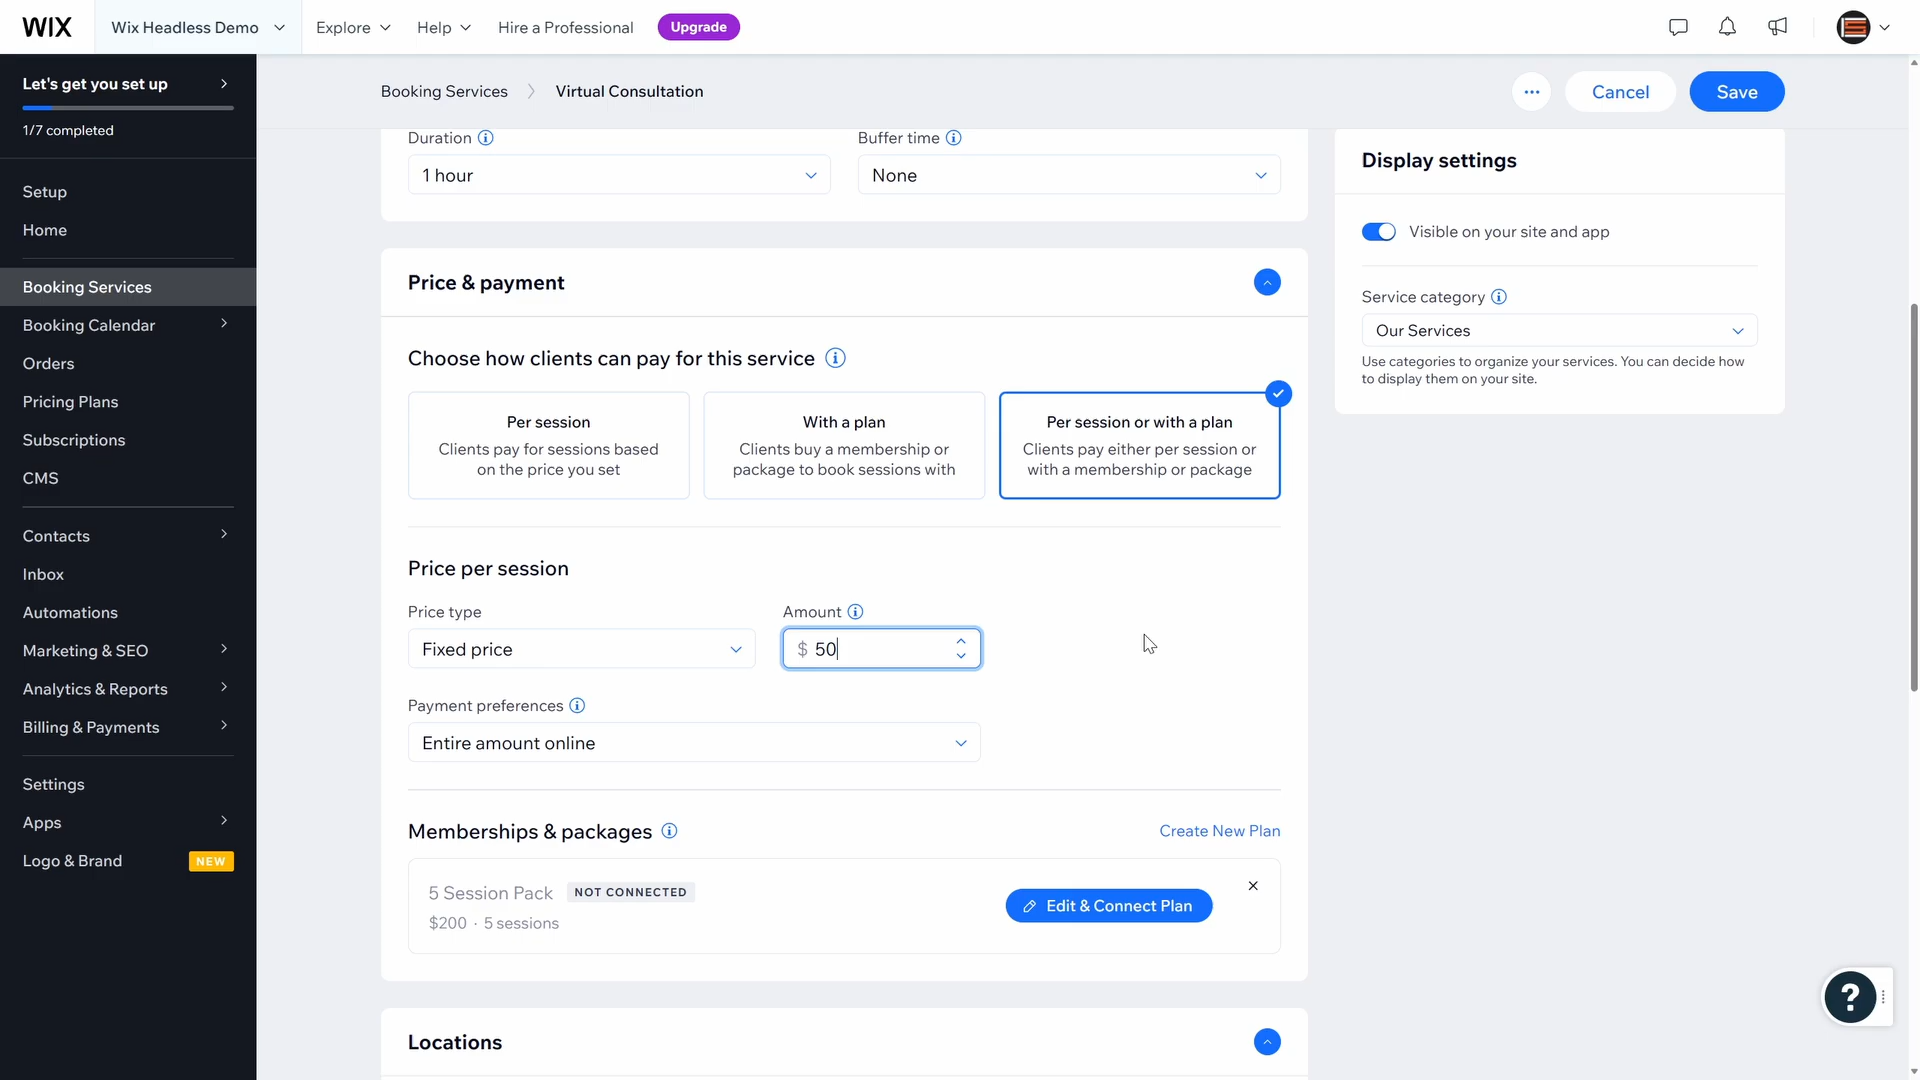 WIX
Wix Headless Demo
Explore
Help
Hire a Professional
Upgrade
Let's get you set up
1/7 completed
Setup
Home
Booking Services
Booking Calendar
Orders
Pricing Plans
Subscriptions
CMS
Contacts
Inbox
Automations
Marketing & SEO
Analytics & Reports
Billing & Payments
Settings
Apps
Logo & Brand
NEW
Booking Services
Virtual Consultation
Cancel
Save
Duration
1 hour
Buffer time
None
Price & payment
Choose how clients can pay for this service
Per session
Clients pay for sessions based
on the price you set
With a plan
Clients buy a membership or
package to book sessions with
Per session or with a plan
Clients pay either per session or
with a membership or package
Price per session
Price type
Fixed price
Amount
$ 50
Payment preferences
Entire amount online
Memberships & packages
Create New Plan
5 Session Pack
NOT CONNECTED
$200 · 5 sessions
Edit & Connect Plan
Locations
Display settings
Visible on your site and app
Service category
Our Services
Use categories to organize your services. You can decide how
to display them on your site.
?